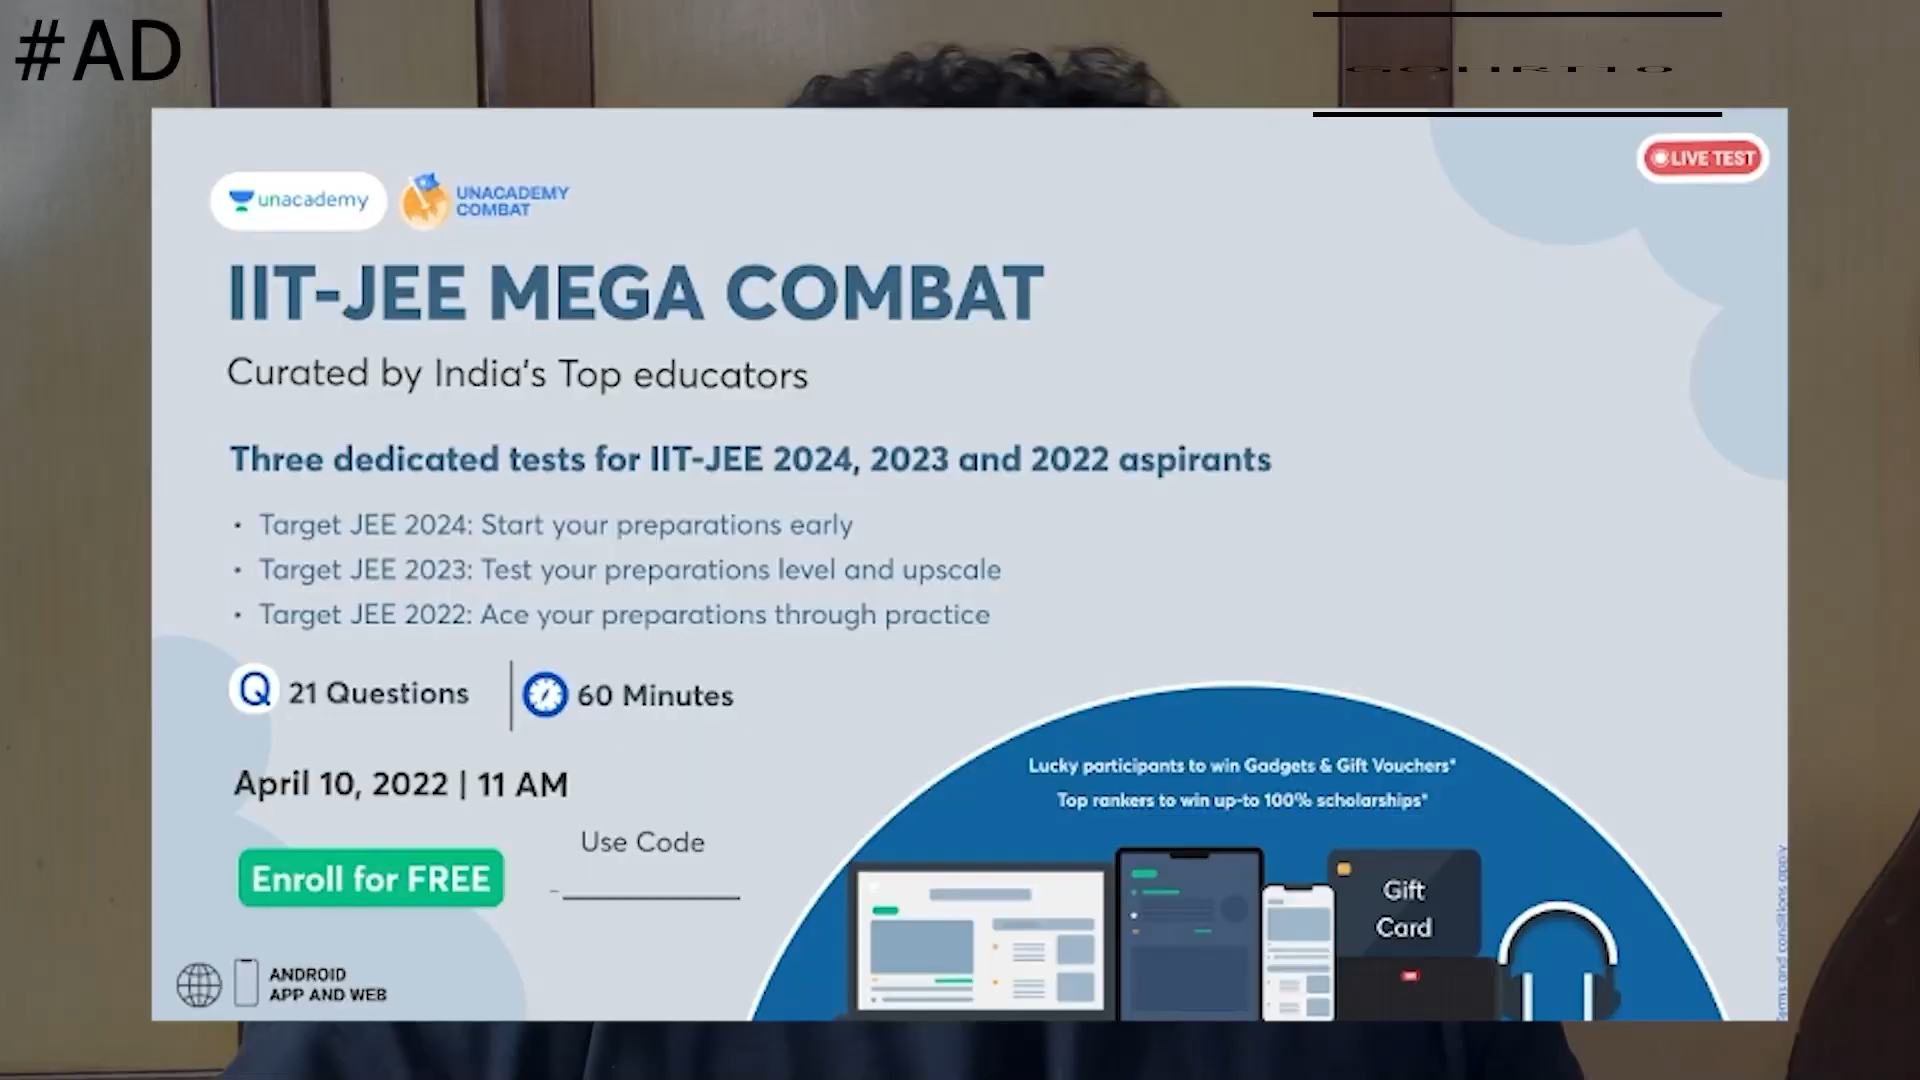 #AD
LIVE TEST
unacademy
UNACADEMY
COMBAT
IIT-JEE MEGA COMBAT
Curated by India's Top educators
Three dedicated tests for IIT-JEE 2024, 2023 and 2022 aspirants
• Target JEE 2024: Start your preparations early
• Target JEE 2023: Test your preparations level and upscale
• Target JEE 2022: Ace your preparations through practice
Q 21 Questions
60 Minutes
April 10, 2022 | 11 AM
Use Code
Enroll for FREE
Lucky participants to win Gadgets & Gift Vouchers*
Top rankers to win up-to 100% scholarships*
Gift
Card
ANDROID
APP AND WEB
Terms and conditions apply